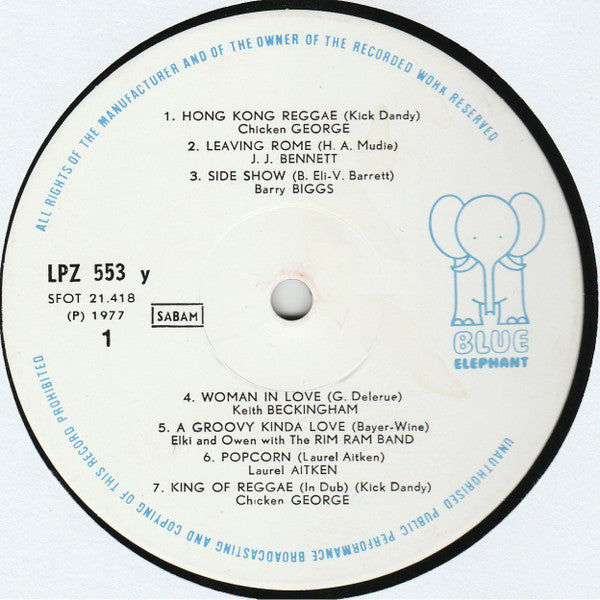 ALL RIGHTS OF THE MANUFACTURER AND OF THE OWNER OF THE RECORDED WORK RESERVED
1. HONG KONG REGGAE (Kick Dandy)
Chicken GEORGE
2. LEAVING ROME (H. A. Mudie)
J. J. BENNETT
3. SIDE SHOW (B. Eli-V. Barrett)
Barry BIGGS
LPZ 553 y
SFOT 21.418
(P) 1977
SABAM
1
BLUE
ELEPHANT
4. WOMAN IN LOVE (G. Delerue)
Keith BECKINGHAM
5. A GROOVY KINDA LOVE (Bayer-Wine)
Elki and Owen with The RIM RAM BAND
6. POPCORN (Laurel Aitken)
Laurel AITKEN
7. KING OF REGGAE (In Dub) (Kick Dandy)
Chicken GEORGE
UNAUTHORISED PUBLIC PERFORMANCE BROADCASTING AND COPYING OF THIS RECORD PROHIBITED